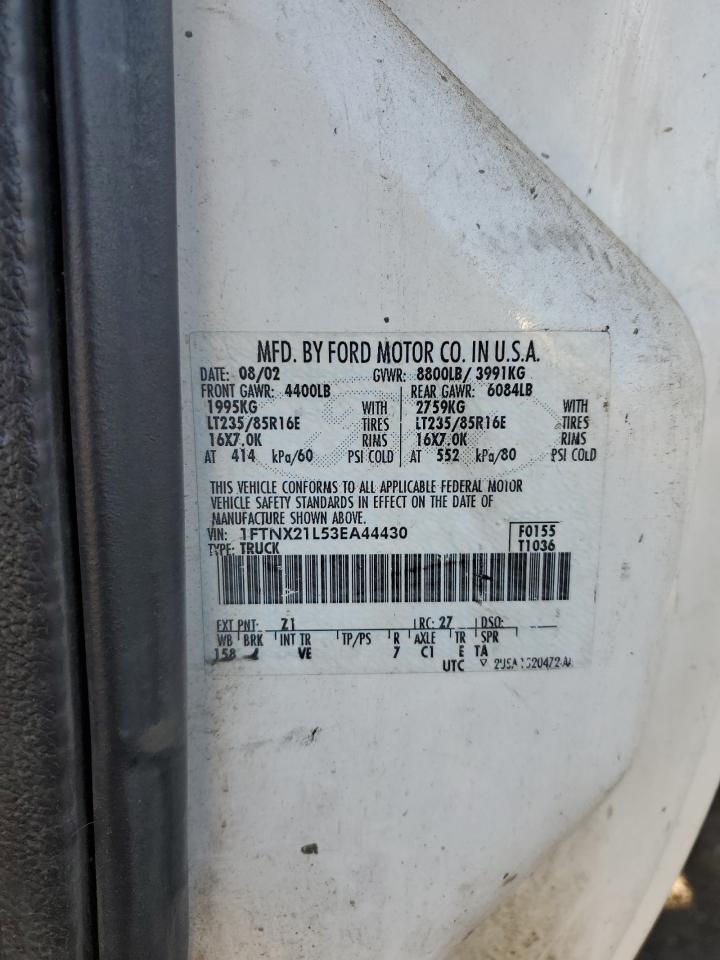 MFD. BY FORD MOTOR CO. IN U.S.A.
DATE: 08/02 GVWR: 8800LB/ 3991KG
FRONT GAWR: 4400LB REAR GAWR: 6084LB
1995KG WITH 2759KG WITH
LT235/85R16E TIRES LT235/85R16E TIRES
16X7.0K RIMS 16X7.0K RIMS
AT 414 kPa/60 PSI COLD AT 552 kPa/80 PSI COLD
THIS VEHICLE CONFORMS TO ALL APPLICABLE FEDERAL MOTOR
VEHICLE SAFETY STANDARDS IN EFFECT ON THE DATE OF
MANUFACTURE SHOWN ABOVE.
VIN: 1FTNX21L53EA44430 F0155
TYPE: TRUCK T1036
EXT PNT: Z1 RC: 27 DSO:
WB BRK INT TR TP/PS R AXLE TR SPR
158 VE 7 C1 E TA
UTC